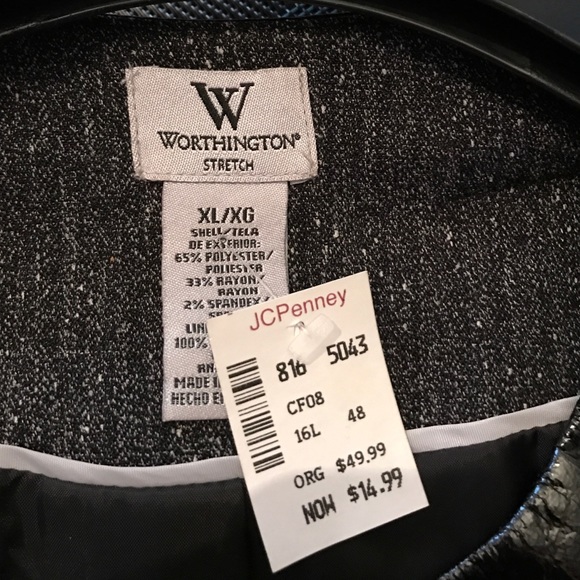 W
WORTHINGTON®
STRETCH
XL/XG
SHELL/TELA
DE EXTERIOR:
65% POLYESTER/
POLIESTER
33% RAYON/
RAYON
2% SPANDEX/
100%
MADE
HECHO
JCPenney
816 5043
CF08
16L 48
ORG $49.99
NOW $14.99